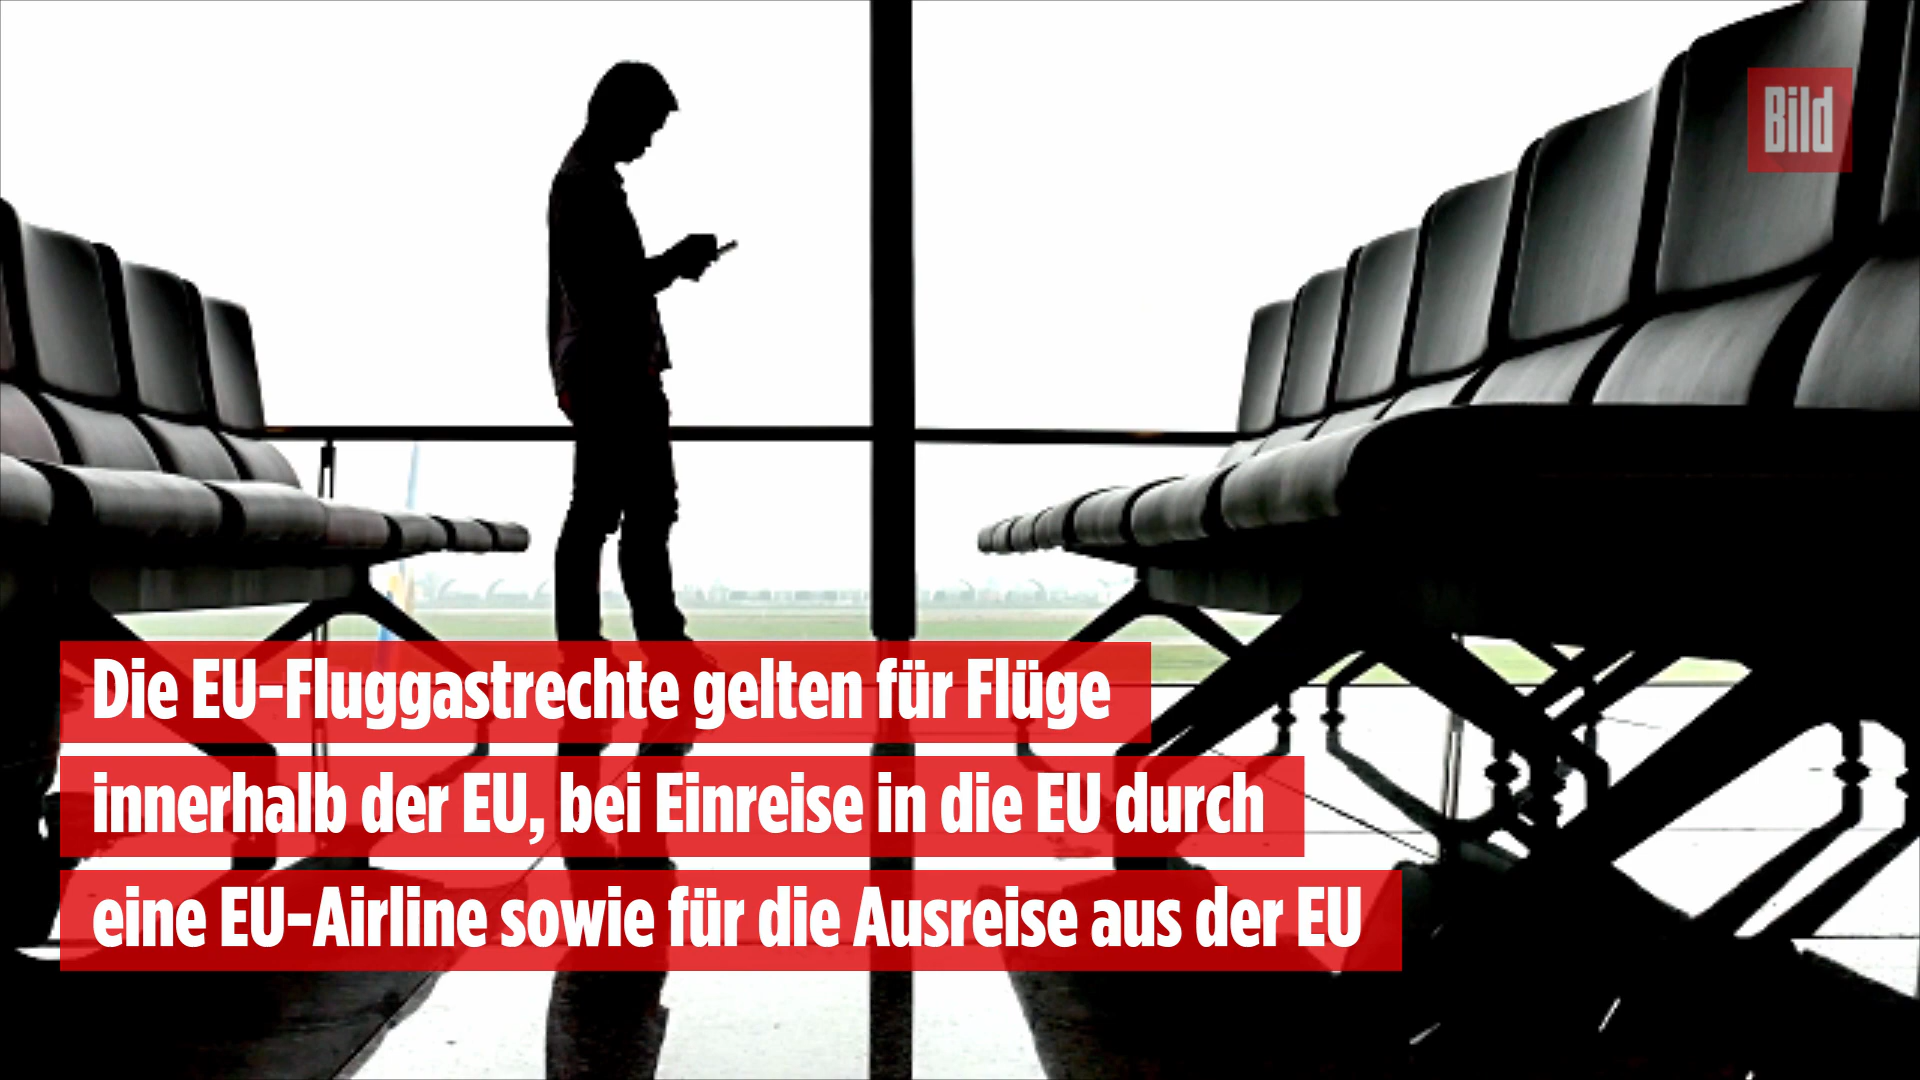 Bild
Die EU-Fluggastrechte gelten für Flüge
innerhalb der EU, bei Einreise in die EU durch
eine EU-Airline sowie für die Ausreise aus der EU